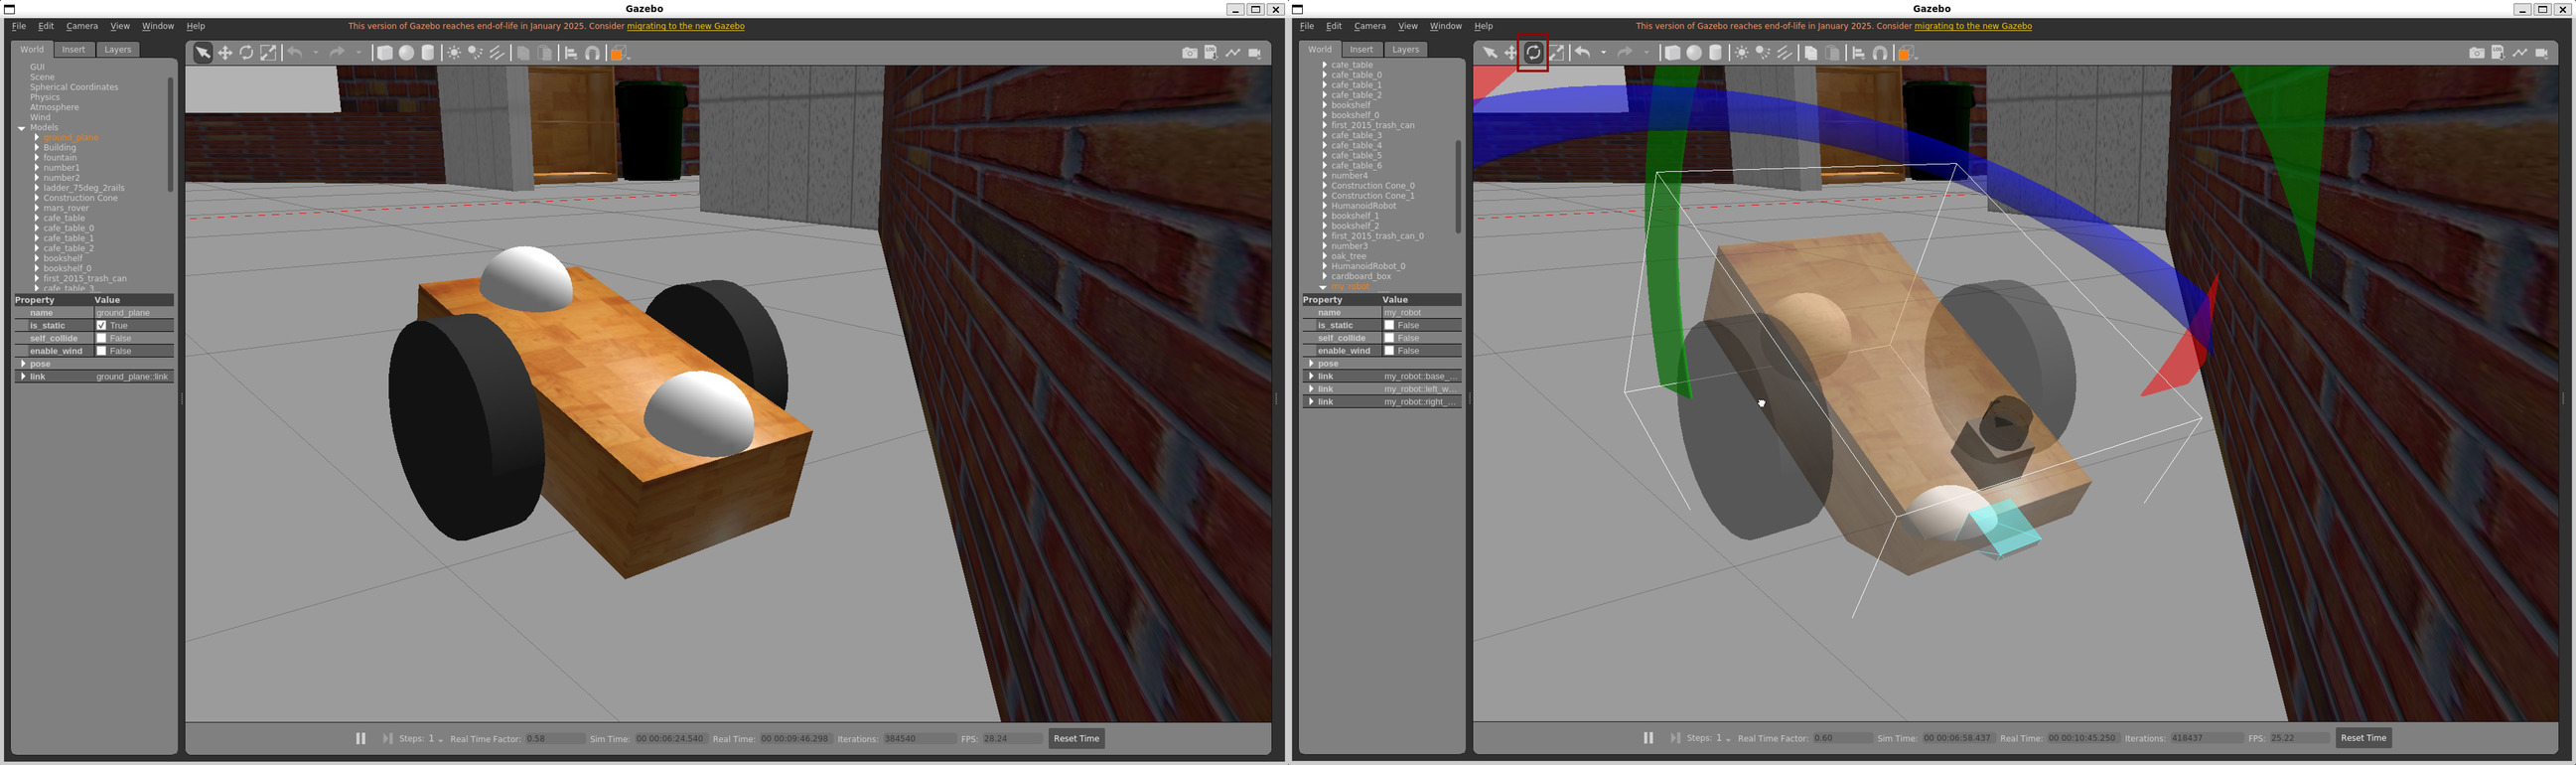 Gazebo
File Edit Camera View Window Help
This version of Gazebo reaches end-of-life in January 2025. Consider migrating to the new Gazebo
World Insert Layers
GUI
Scene
Spherical Coordinates
Physics
Atmosphere
Wind
Models
ground_plane
Building
fountain
number1
number2
ladder_75deg_2rails
Construction Cone
mars_rover
cafe_table
cafe_table_0
cafe_table_1
cafe_table_2
bookshelf
bookshelf_0
first_2015_trash_can
cafe_table_3
Property Value
name ground_plane
is_static True
self_collide False
enable_wind False
pose
link ground_plane::link
Steps: 1 Real Time Factor: 0.58 Sim Time: 00 00:06:24.540 Real Time: 00 00:09:46.298 Iterations: 384540 FPS: 28.24 Reset Time
Gazebo
File Edit Camera View Window Help
This version of Gazebo reaches end-of-life in January 2025. Consider migrating to the new Gazebo
World Insert Layers
cafe_table
cafe_table_0
cafe_table_1
cafe_table_2
bookshelf
bookshelf_0
first_2015_trash_can
cafe_table_3
cafe_table_4
cafe_table_5
cafe_table_6
number4
Construction Cone_0
Construction Cone_1
HumanoidRobot
bookshelf_1
bookshelf_2
first_2015_trash_can_0
number3
oak_tree
HumanoidRobot_0
cardboard_box
my_robot
Property Value
name my_robot
is_static False
self_collide False
enable_wind False
pose
link my_robot::base_...
link my_robot::left_w...
link my_robot::right_...
Steps: 1 Real Time Factor: 0.60 Sim Time: 00 00:06:58.437 Real Time: 00 00:10:45.250 Iterations: 418437 FPS: 25.22 Reset Time